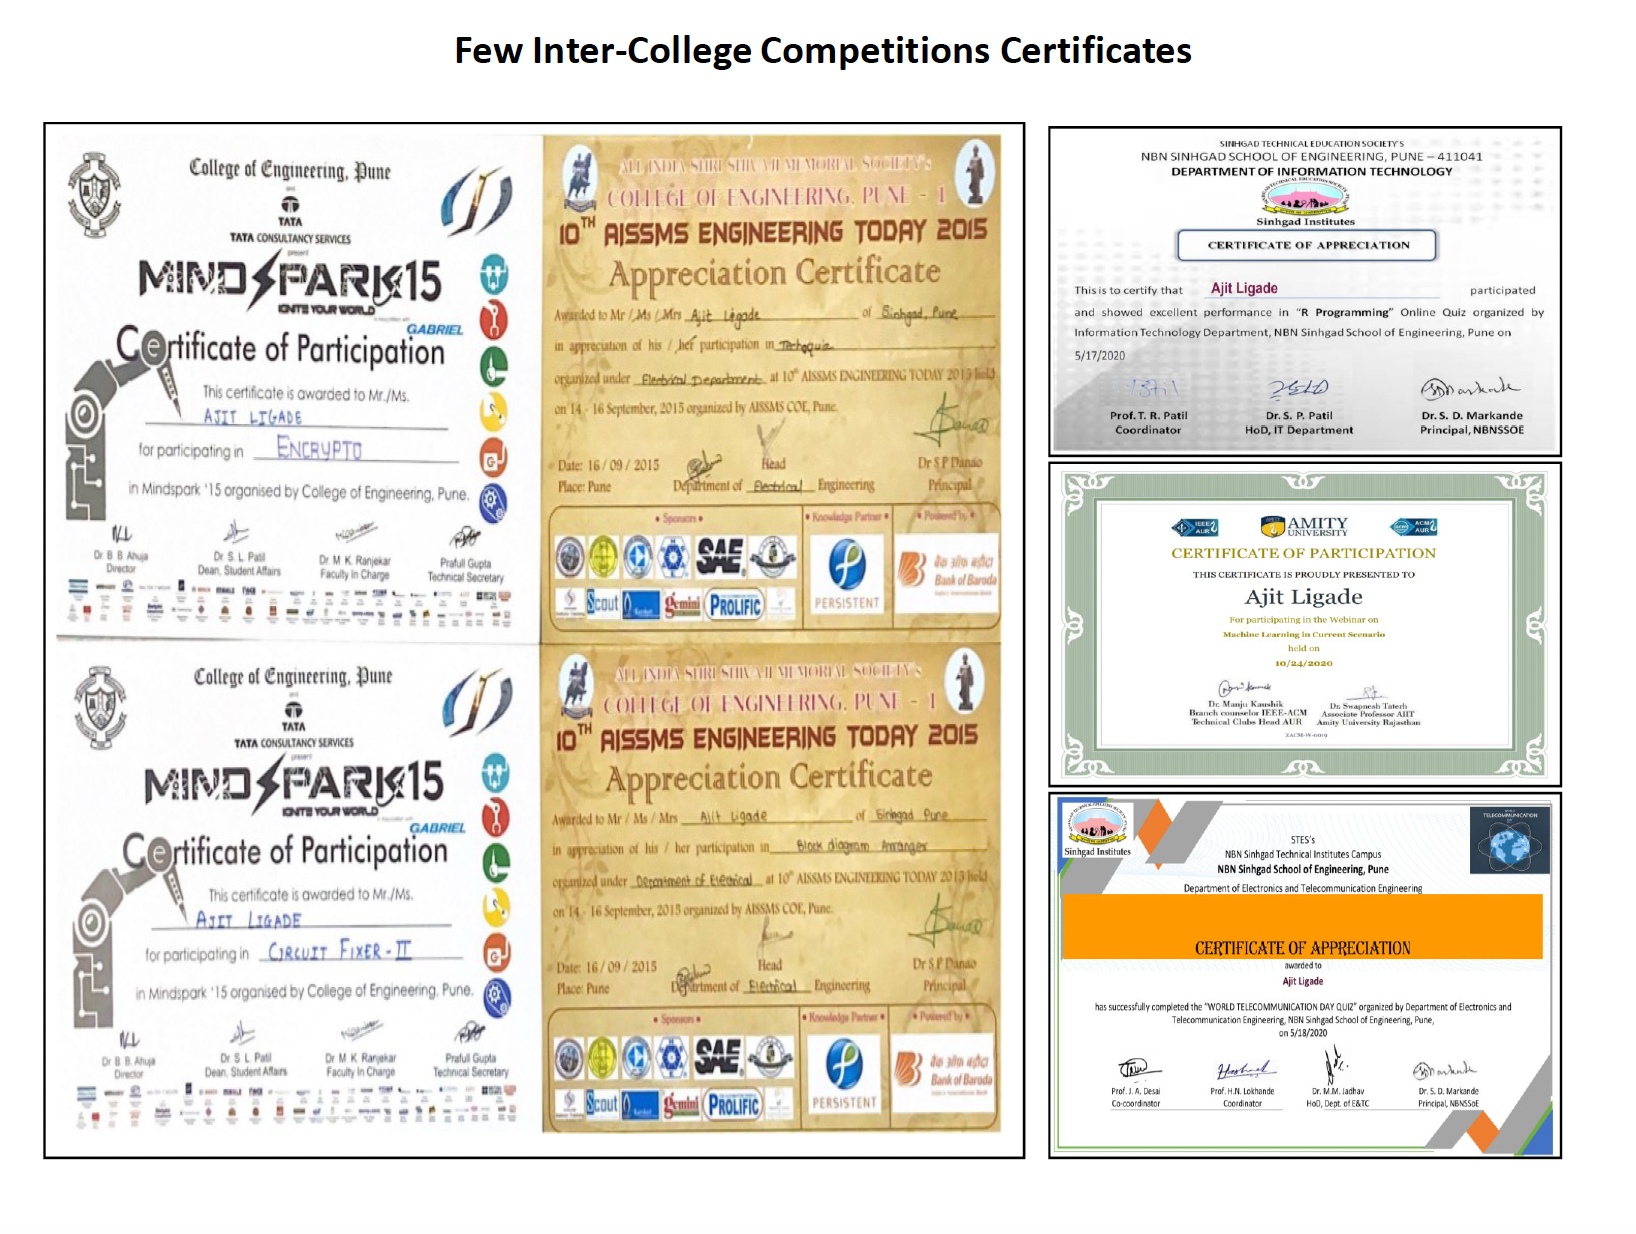 Few Inter-College Competitions Certificates
College of Engineering, Pune
and
TATA
TATA CONSULTANCY SERVICES
present
MINDSPARK15
IGNITE YOUR WORLD
GABRIEL
Certificate of Participation
This certificate is awarded to Mr./Ms.
AJIT LIGADE
for participating in ENCRYPTO
in Mindspark '15 organised by College of Engineering, Pune.
Dr B B Ahuja
Director
Dr S. L. Patil
Dean, Student Affairs
Dr M K Ranjekar
Faculty In Charge
Prafull Gupta
Technical Secretary
ALL INDIA SHRI SHIVAJI MEMORIAL SOCIETY's
COLLEGE OF ENGINEERING, PUNE - 1
10TH AISSMS ENGINEERING TODAY 2015
Appreciation Certificate
Awarded to Mr / Ms / Mrs Ajit Ligade of Sinhgad, Pune
in appreciation of his / her participation in Techoquiz
organized under Electrical Department at 10th AISSMS ENGINEERING TODAY 2015 held
on 14 - 16 September, 2015 organized by AISSMS COE, Pune.
Date: 16 / 09 / 2015
Place: Pune
Head
Department of Electrical Engineering
Dr S P Danao
Principal
• Sponsors •
• Knowledge Partner •
• Powered by •
SAE
Scout
Gemini
PROLIFIC
PERSISTENT
बैंक ऑफ़ बड़ौदा
Bank of Baroda
College of Engineering, Pune
and
TATA
TATA CONSULTANCY SERVICES
present
MINDSPARK15
IGNITE YOUR WORLD
GABRIEL
Certificate of Participation
This certificate is awarded to Mr./Ms.
AJIT LIGADE
for participating in CIRCUIT FIXER-II
in Mindspark '15 organised by College of Engineering, Pune.
Dr B B Ahuja
Director
Dr S L Patil
Dean, Student Affairs
Dr M K Ranjekar
Faculty In Charge
Prafull Gupta
Technical Secretary
ALL INDIA SHRI SHIVAJI MEMORIAL SOCIETY's
COLLEGE OF ENGINEERING, PUNE - 1
10TH AISSMS ENGINEERING TODAY 2015
Appreciation Certificate
Awarded to Mr / Ms / Mrs Ajit Ligade of Sinhgad Pune
in appreciation of his / her participation in Block diagram Arranger
organized under Department of Electrical at 10th AISSMS ENGINEERING TODAY 2015 held
on 14 - 16 September, 2015 organized by AISSMS COE, Pune.
Date: 16 / 09 / 2015
Place: Pune
Head
Department of Electrical Engineering
Dr S P Danao
Principal
• Sponsors •
• Knowledge Partner •
• Powered by •
SAE
Scout
Gemini
PROLIFIC
PERSISTENT
बैंक ऑफ़ बड़ौदा
Bank of Baroda
SINHGAD TECHNICAL EDUCATION SOCIETY'S
NBN SINHGAD SCHOOL OF ENGINEERING, PUNE – 411041
DEPARTMENT OF INFORMATION TECHNOLOGY
Sinhgad Institutes
CERTIFICATE OF APPRECIATION
This is to certify that Ajit Ligade participated
and showed excellent performance in "R Programming" Online Quiz organized by
Information Technology Department, NBN Sinhgad School of Engineering, Pune on
5/17/2020
Prof. T. R. Patil
Coordinator
Dr. S. P. Patil
HoD, IT Department
Dr. S. D. Markande
Principal, NBNSSOE
IEEE AUR
AMITY UNIVERSITY
ACM AUR
CERTIFICATE OF PARTICIPATION
THIS CERTIFICATE IS PROUDLY PRESENTED TO
Ajit Ligade
For participating in the Webinar on
Machine Learning in Current Scenario
held on
10/24/2020
Dr. Manju Kaushik
Branch counselor IEEE-ACM
Technical Clubs Head AUR
Dr. Swapnesh Taterh
Associate Professor AIIT
Amity University Rajasthan
Sinhgad Institutes
TELECOMMUNICATION
STES's
NBN Sinhgad Technical Institutes Campus
NBN Sinhgad School of Engineering, Pune
Department of Electronics and Telecommunication Engineering
CERTIFICATE OF APPRECIATION
awarded to
Ajit Ligade
has successfully completed the "WORLD TELECOMMUNICATION DAY QUIZ" organized by Department of Electronics and
Telecommunication Engineering, NBN Sinhgad School of Engineering, Pune,
on 5/18/2020
Prof. J. A. Desai
Co-coordinator
Prof. H.N. Lokhande
Coordinator
Dr. M.M. Jadhav
HoD, Dept. of E&TC
Dr. S. D. Markande
Principal, NBNSSoE